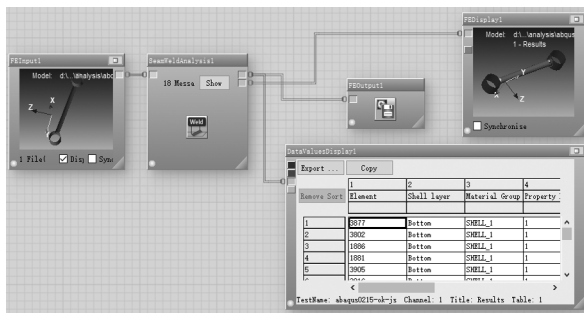 FEInput1
Model: d:\...\analysis\abq
Z
X
1 File(
Disp
Sync
SeamWeldAnalysis1
18 Messa
Show
Weld
FEOutput1
FEDisplay1
Model: d:\...\analysis\abqus
1 - Results
Y
X
Z
Synchronise
DataValuesDisplay1
Export ...
Copy
Remove Sort
1 2 3 4
Element Shell layer Material Group Property
1 3877 Bottom SHELL_1 1
2 3802 Bottom SHELL_1 1
3 1886 Bottom SHELL_1 1
4 1881 Bottom SHELL_1 1
5 3905 Bottom SHELL_1 1
TestName: abaqus0215-ok-js Channel: 1 Title: Results Table: 1